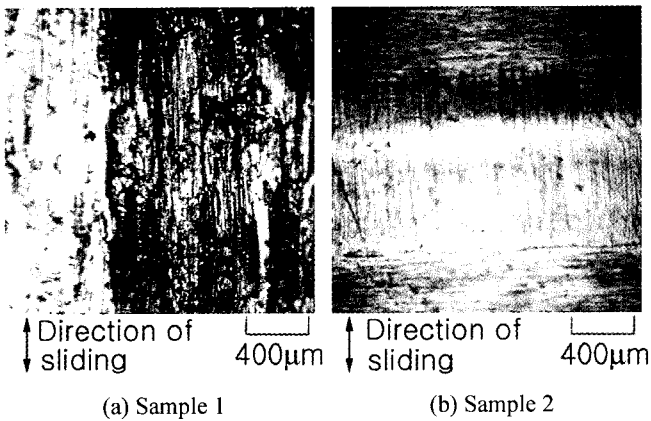 Direction of
sliding
400μm
Direction of
sliding
400μm
(a) Sample 1
(b) Sample 2